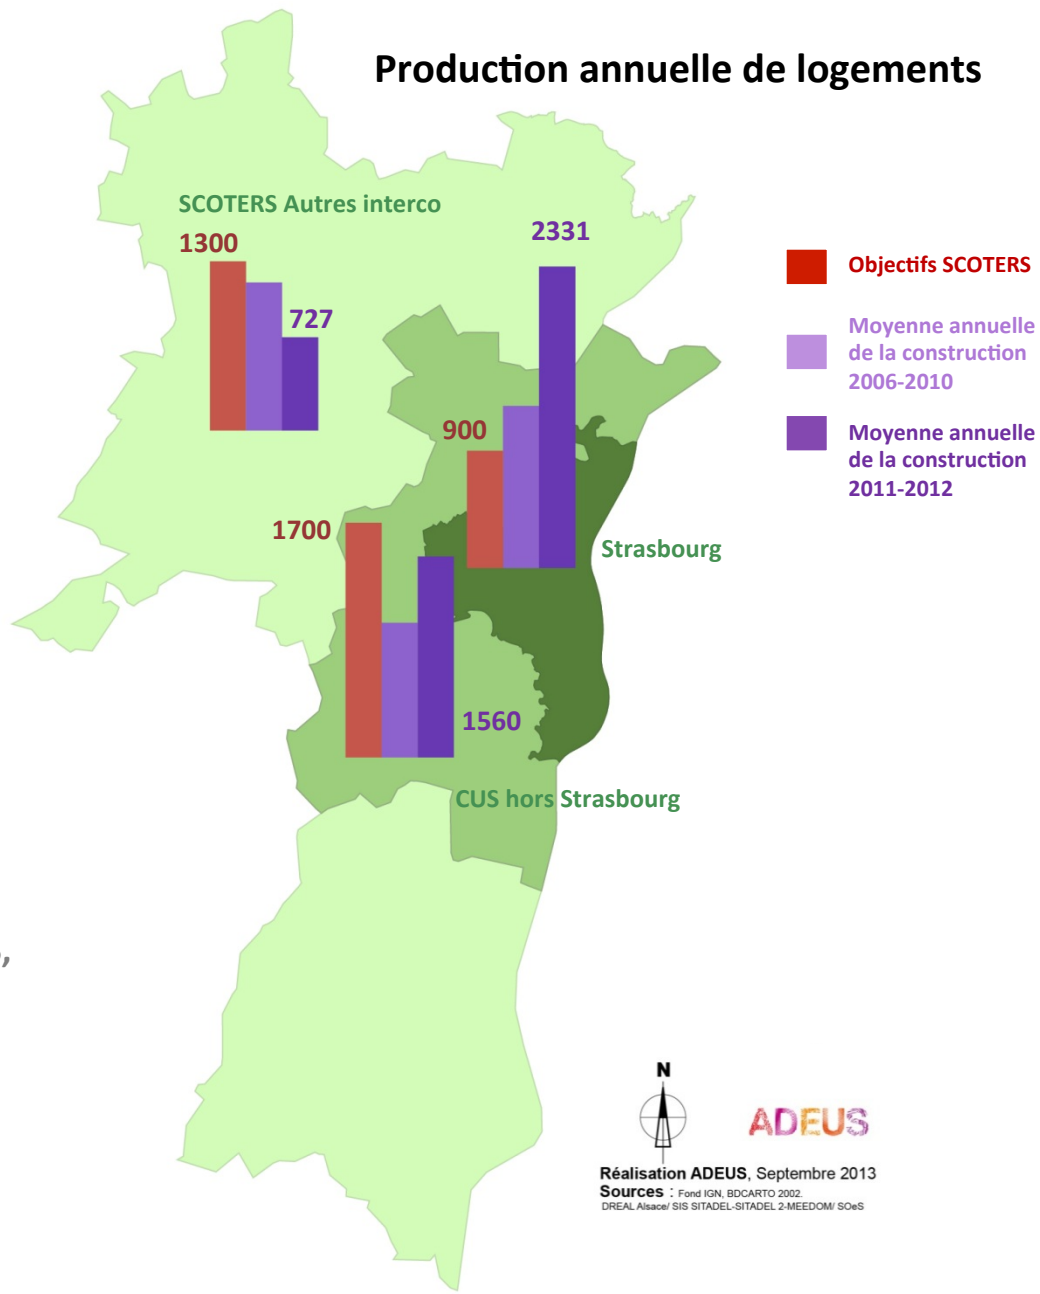 Production annuelle de logements
SCOTERS Autres interco
1300
727
2331
900
1700
1560
Strasbourg
CUS hors Strasbourg
Objectifs SCOTERS
Moyenne annuelle
de la construction
2006-2010
Moyenne annuelle
de la construction
2011-2012
,
N
ADEUS
Réalisation ADEUS, Septembre 2013
Sources : Fond IGN, BDCARTO 2002.
DREAL Alsace/ SIS SITADEL-SITADEL 2-MEEDOM/ SOeS